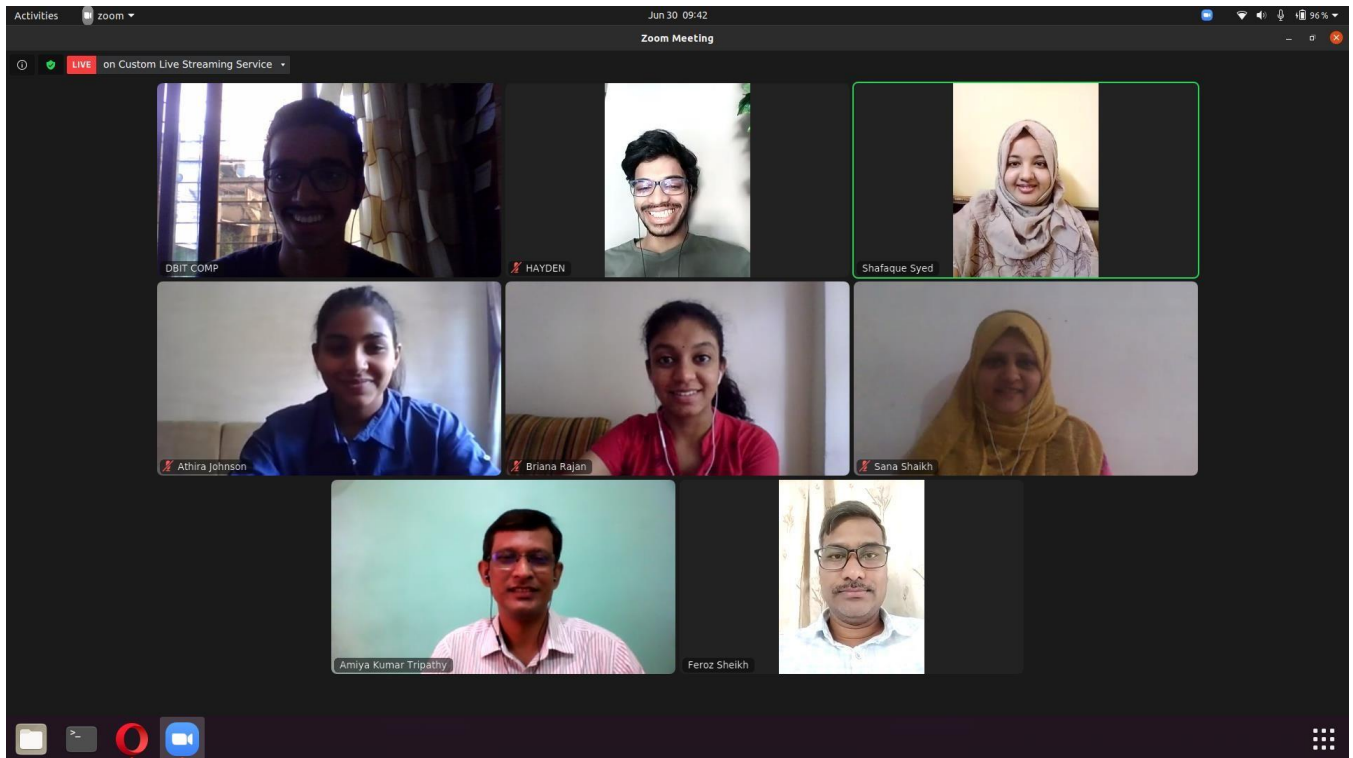 Activities
zoom
Jun 30 09:42
96 %
Zoom Meeting
LIVE on Custom Live Streaming Service
DBIT COMP
HAYDEN
Shafaque Syed
Athira Johnson
Briana Rajan
Sana Shaikh
Amiya Kumar Tripathy
Feroz Sheikh
>_